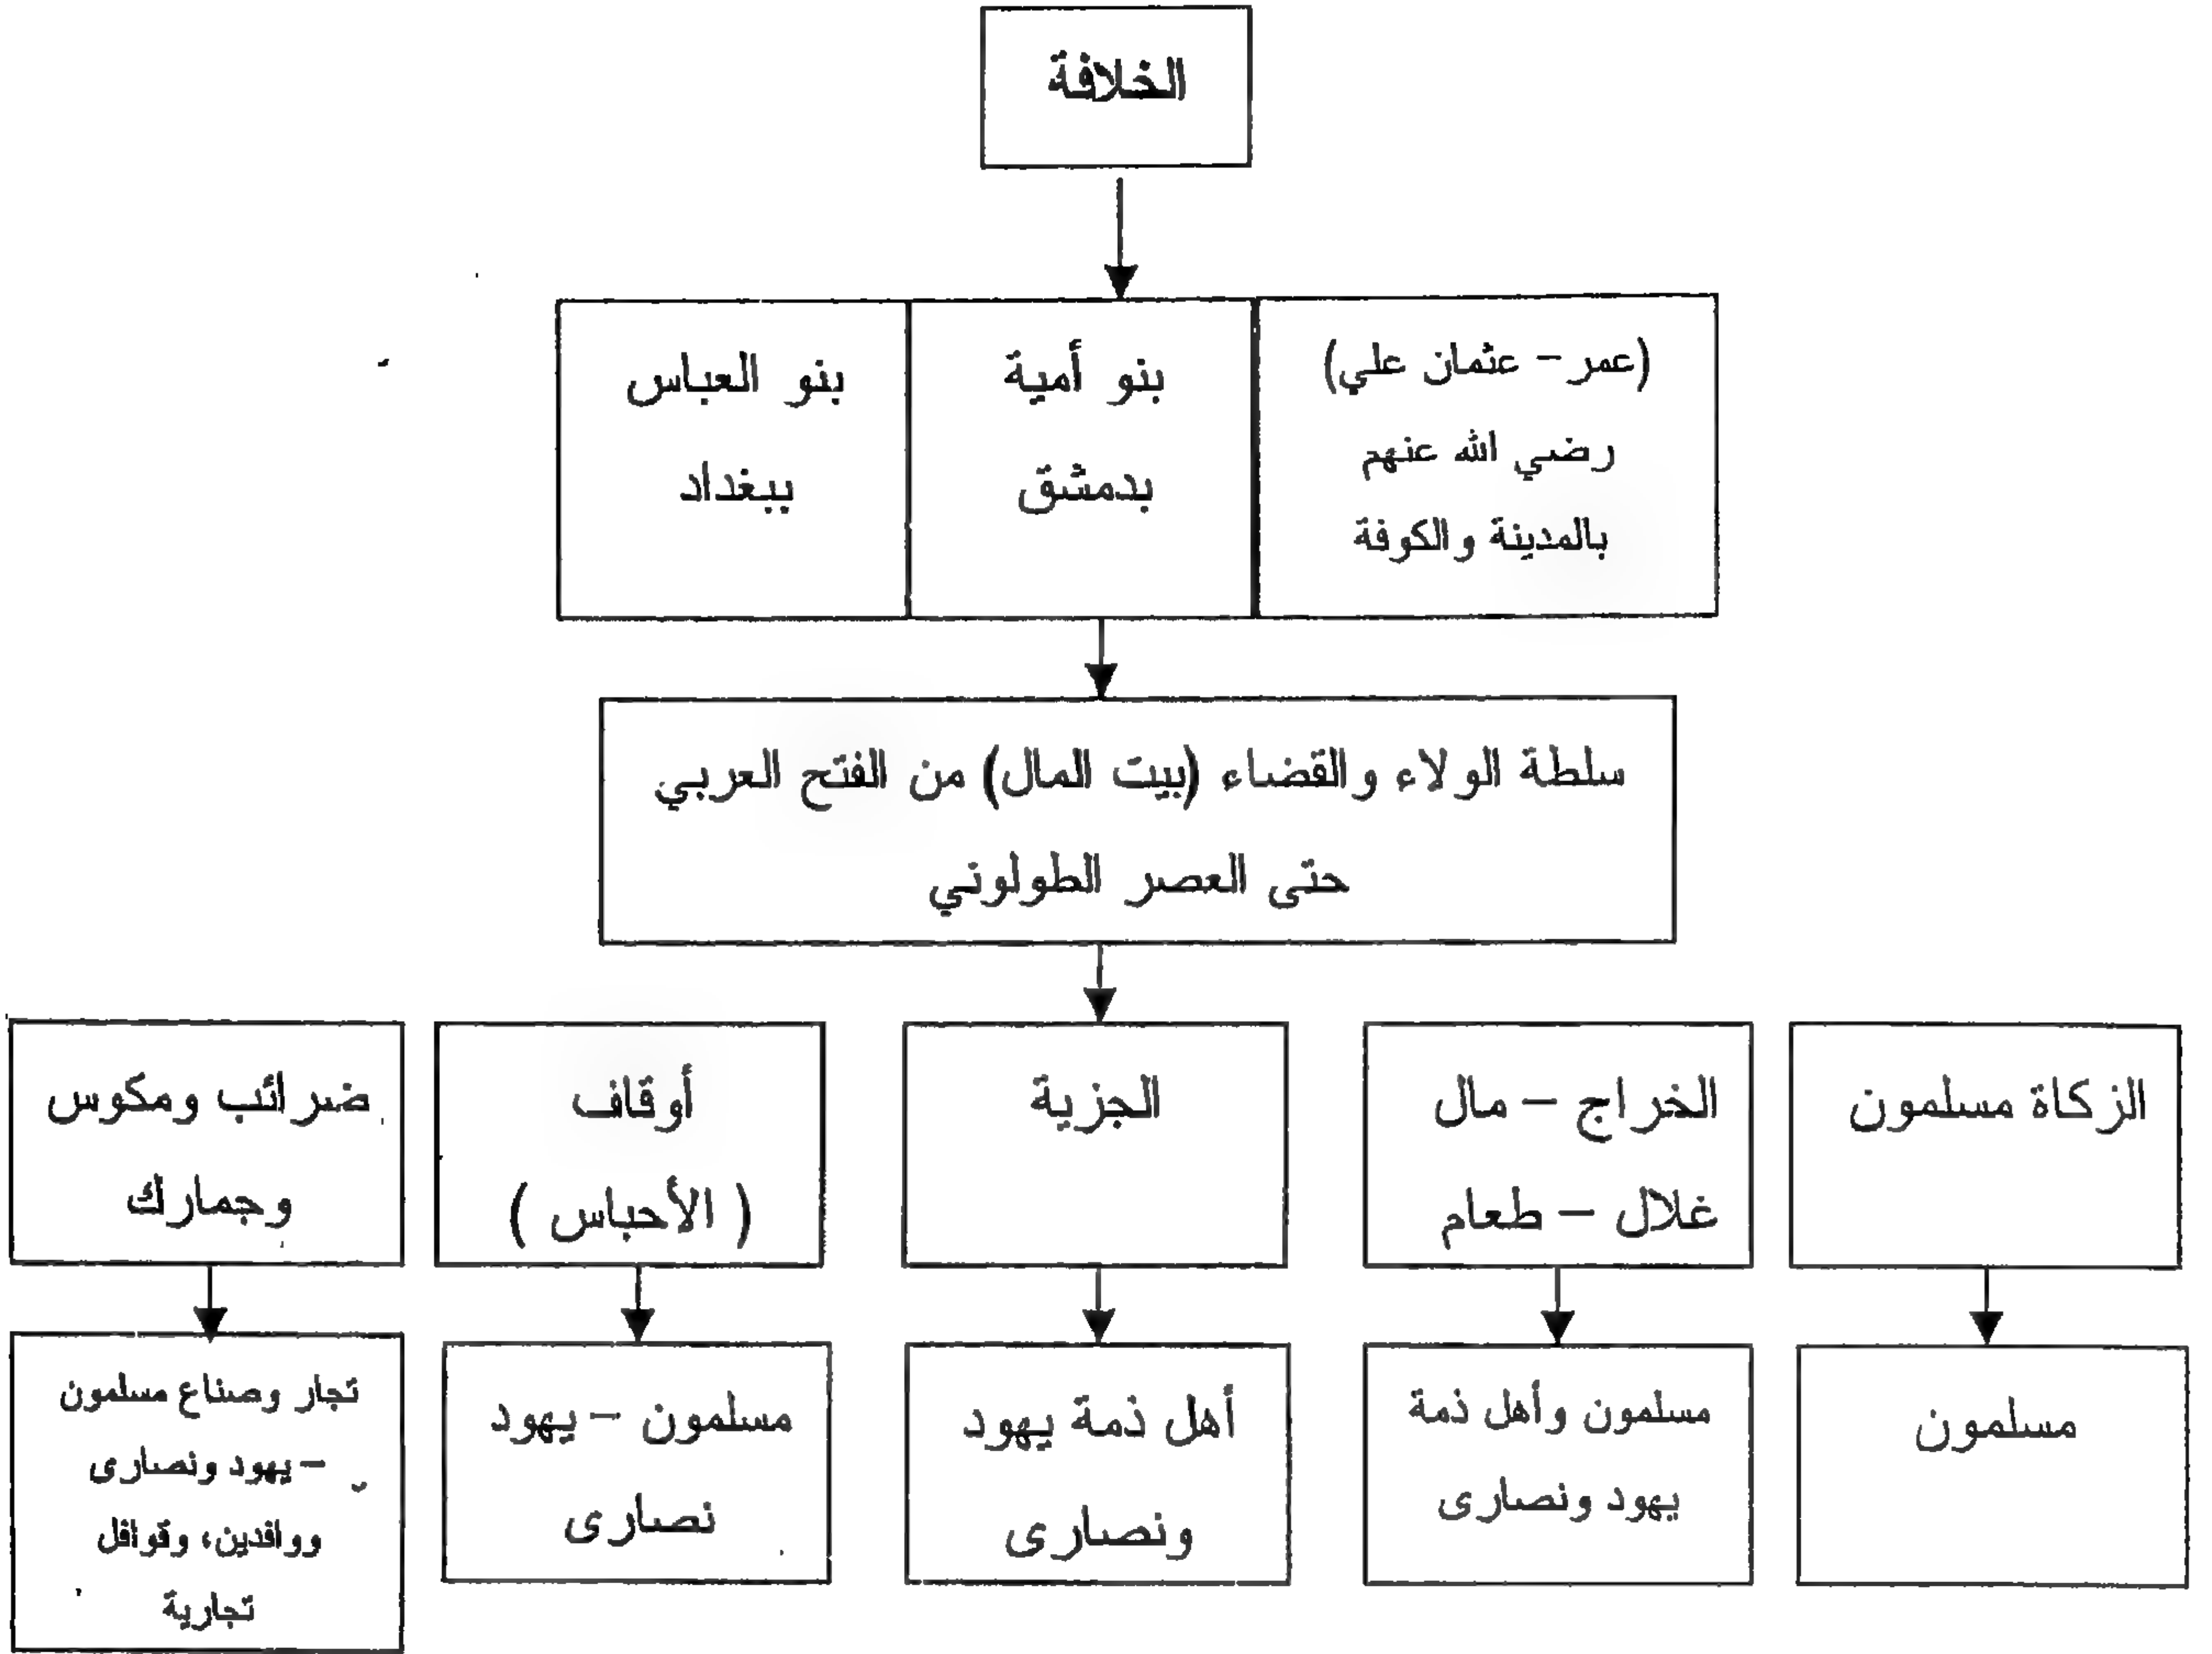 الخلافة
(عمر – عثمان علي)
رضي الله عنهم
بالمدينة والكوفة
بنو أمية
بدمشق
بنو العباس
ببغداد
سلطة الولاء والقضاء (بيت المال) من الفتح العربي
حتى العصر الطولوني
الزكاة مسلمون
الخراج – مال
غلال – طعام
الجزية
أوقاف
( الأحباس )
ضرائب ومكوس
وجمارك
مسلمون
مسلمون وأهل ذمة
يهود ونصارى
أهل ذمة يهود
ونصارى
مسلمون – يهود
نصارى
تجار وصناع مسلمون
– يهود ونصارى
ووافدين، وقوافل
تجارية